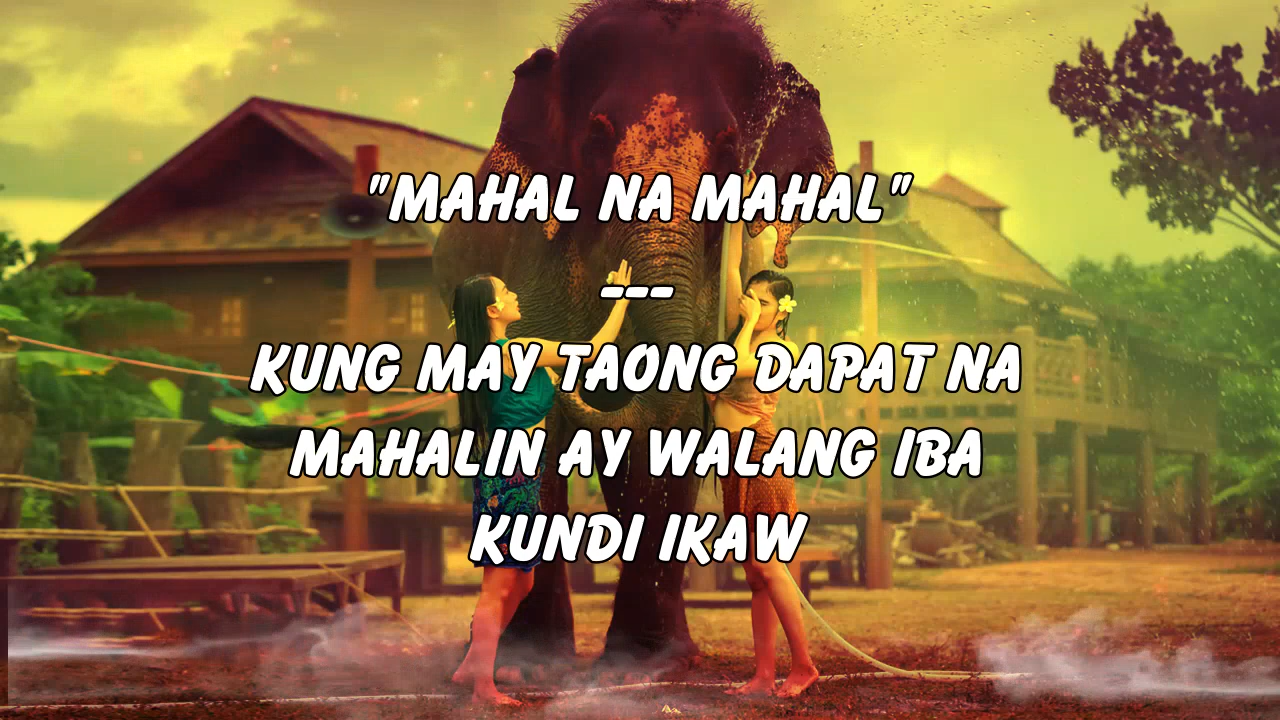 "MAHAL NA MAHAL"
---
KUNG MAY TAONG DAPAT NA
MAHALIN AY WALANG IBA
KUNDI IKAW